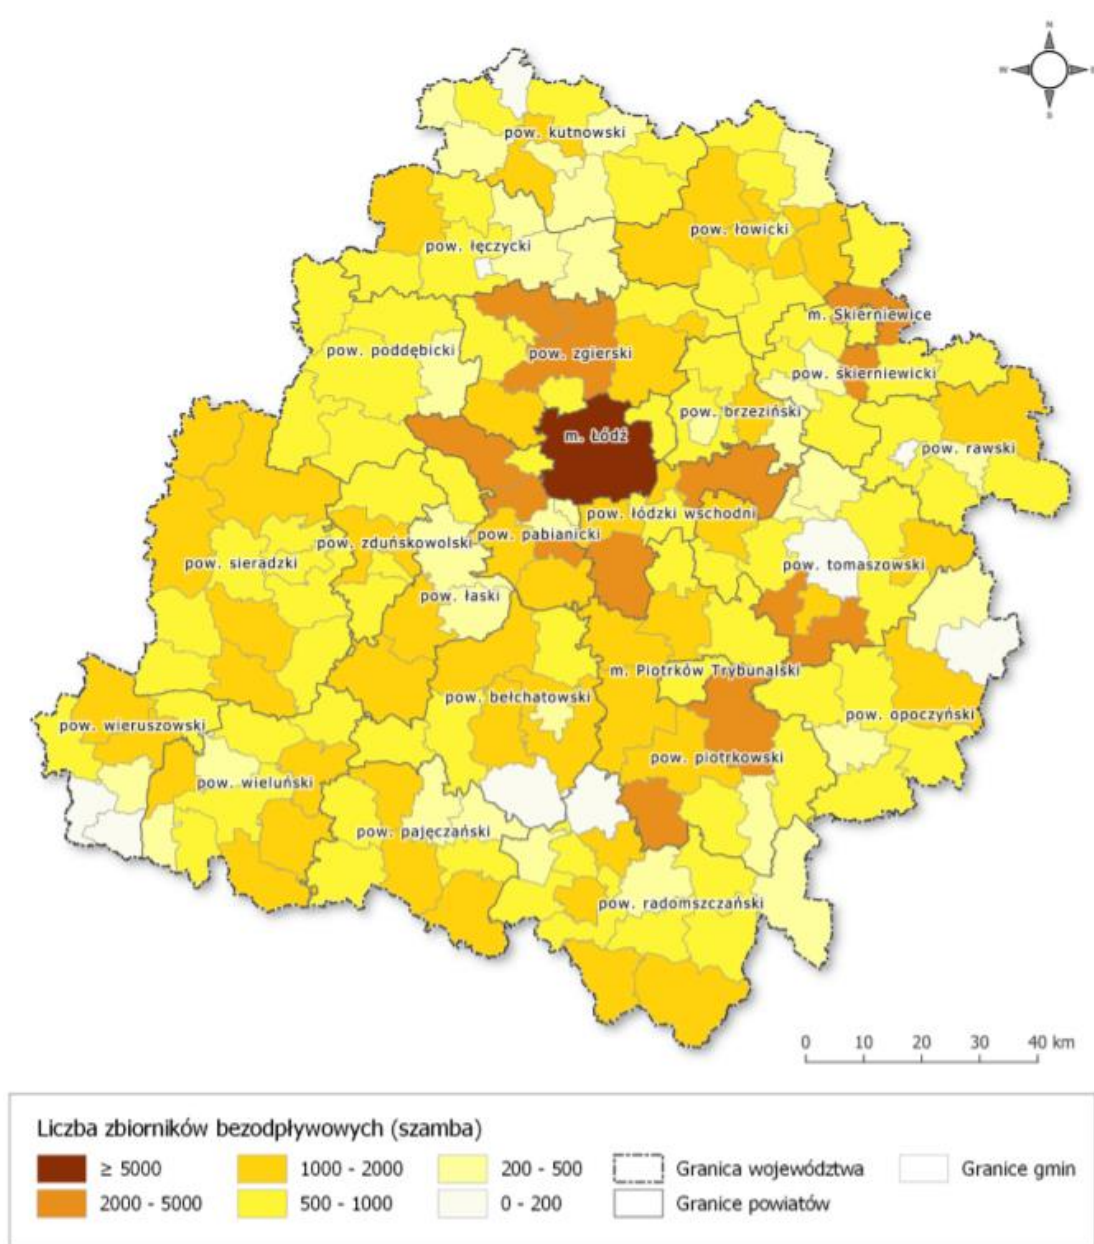 N
W
E
S
pow. kutnowski
pow. łowicki
pow. łęczycki
m. Skierniewice
pow. poddębicki
pow. zgierski
pow. skierniewicki
pow. brzeziński
m. Łódź
pow. rawski
pow. łódzki wschodni
pow. pabianicki
pow. zduńskowolski
pow. sieradzki
pow. tomaszowski
pow. łaski
m. Piotrków Trybunalski
pow. bełchatowski
pow. opoczyński
pow. wieruszowski
pow. piotrkowski
pow. wieluński
pow. pajęczański
pow. radomszczański
0 10 20 30 40 km
Liczba zbiorników bezodpływowych (szamba)
≥ 5000 1000 - 2000 200 - 500 Granica województwa Granice gmin
2000 - 5000 500 - 1000 0 - 200 Granice powiatów